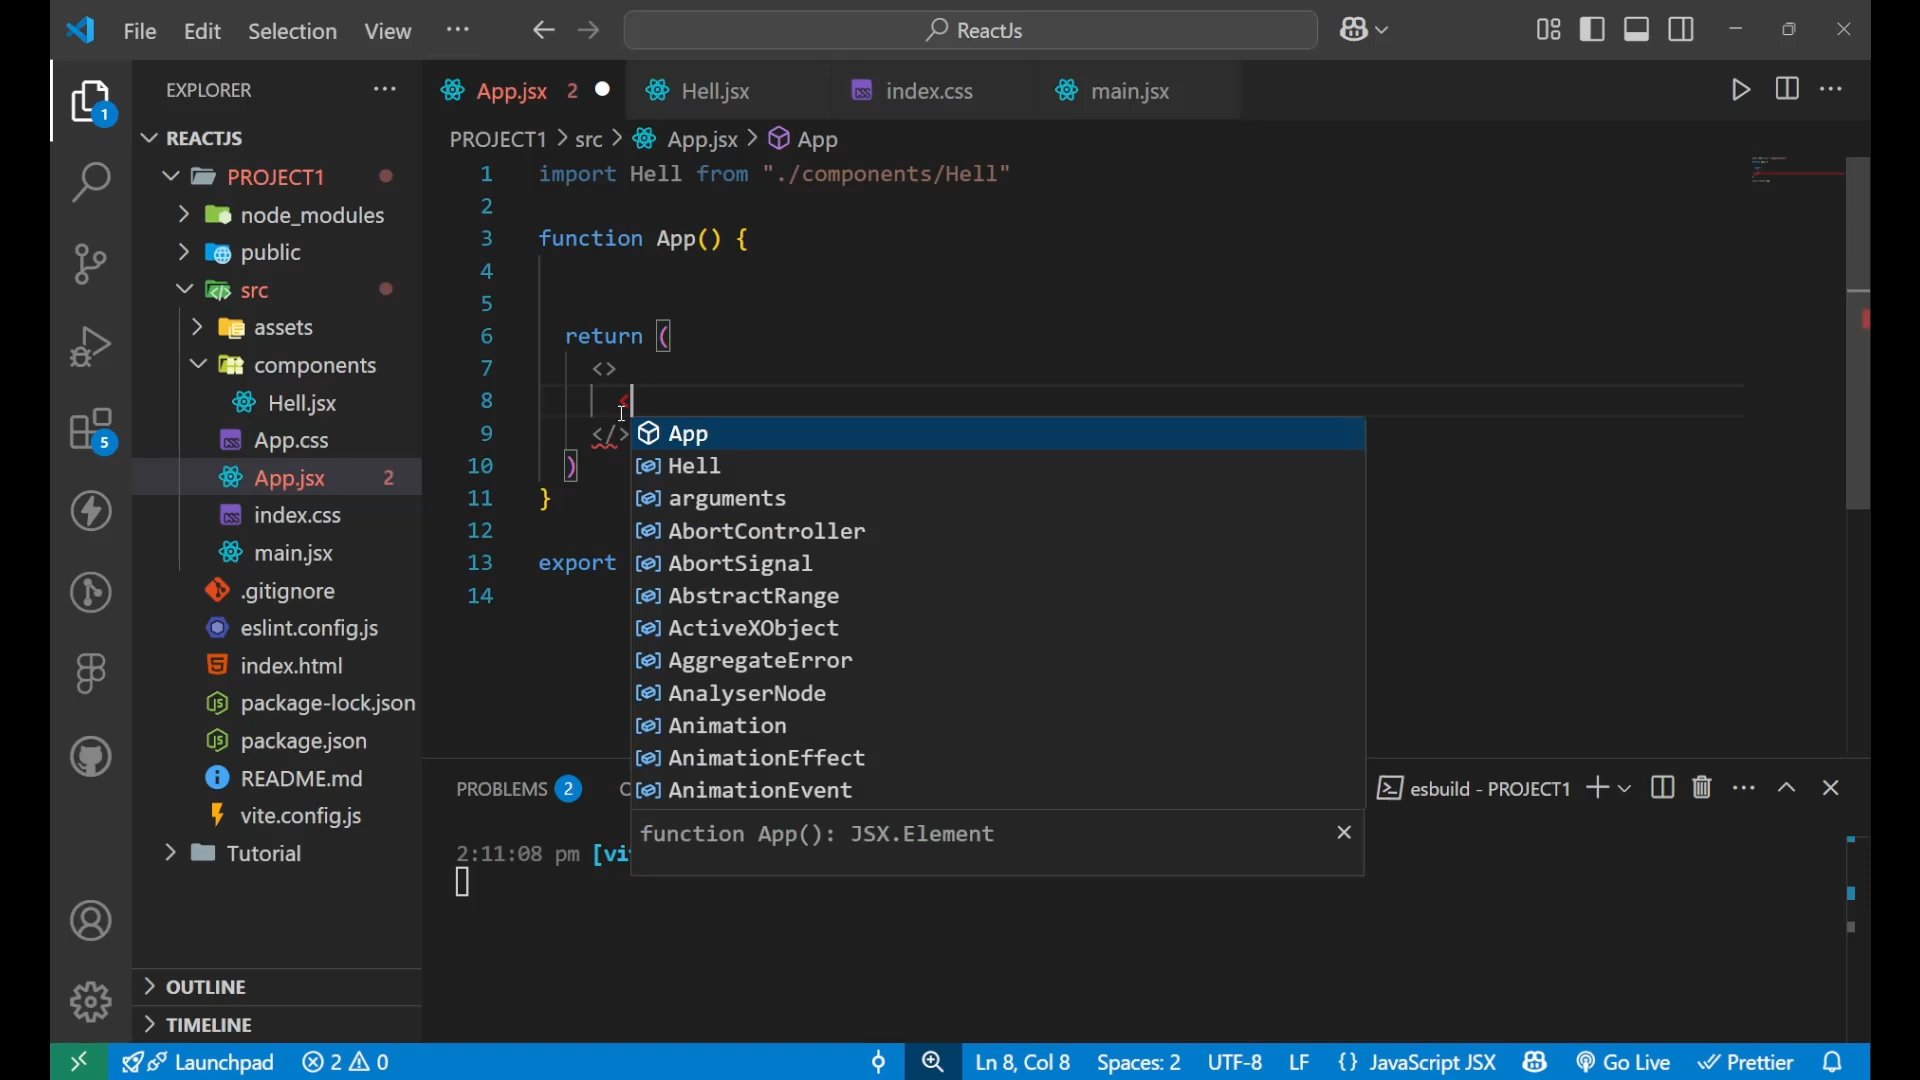 File Edit Selection View ··· ReactJs
EXPLORER ···
REACTJS
PROJECT1
node_modules
public
src
assets
components
Hell.jsx
App.css
App.jsx 2
index.css
main.jsx
.gitignore
eslint.config.js
index.html
package-lock.json
package.json
README.md
vite.config.js
Tutorial
OUTLINE
TIMELINE
1
5
App.jsx 2 Hell.jsx index.css main.jsx
PROJECT1 > src > App.jsx > App
1 import Hell from "./components/Hell"
2
3 function App() {
4
5
6 return (
7 <>
8 <
9 </>
10 )
11 }
12
13 export
14
App
Hell
arguments
AbortController
AbortSignal
AbstractRange
ActiveXObject
AggregateError
AnalyserNode
Animation
AnimationEffect
AnimationEvent
function App(): JSX.Element
PROBLEMS 2 esbuild - PROJECT1
2:11:08 pm [vi
Launchpad 2 0 Ln 8, Col 8 Spaces: 2 UTF-8 LF {} JavaScript JSX Go Live Prettier